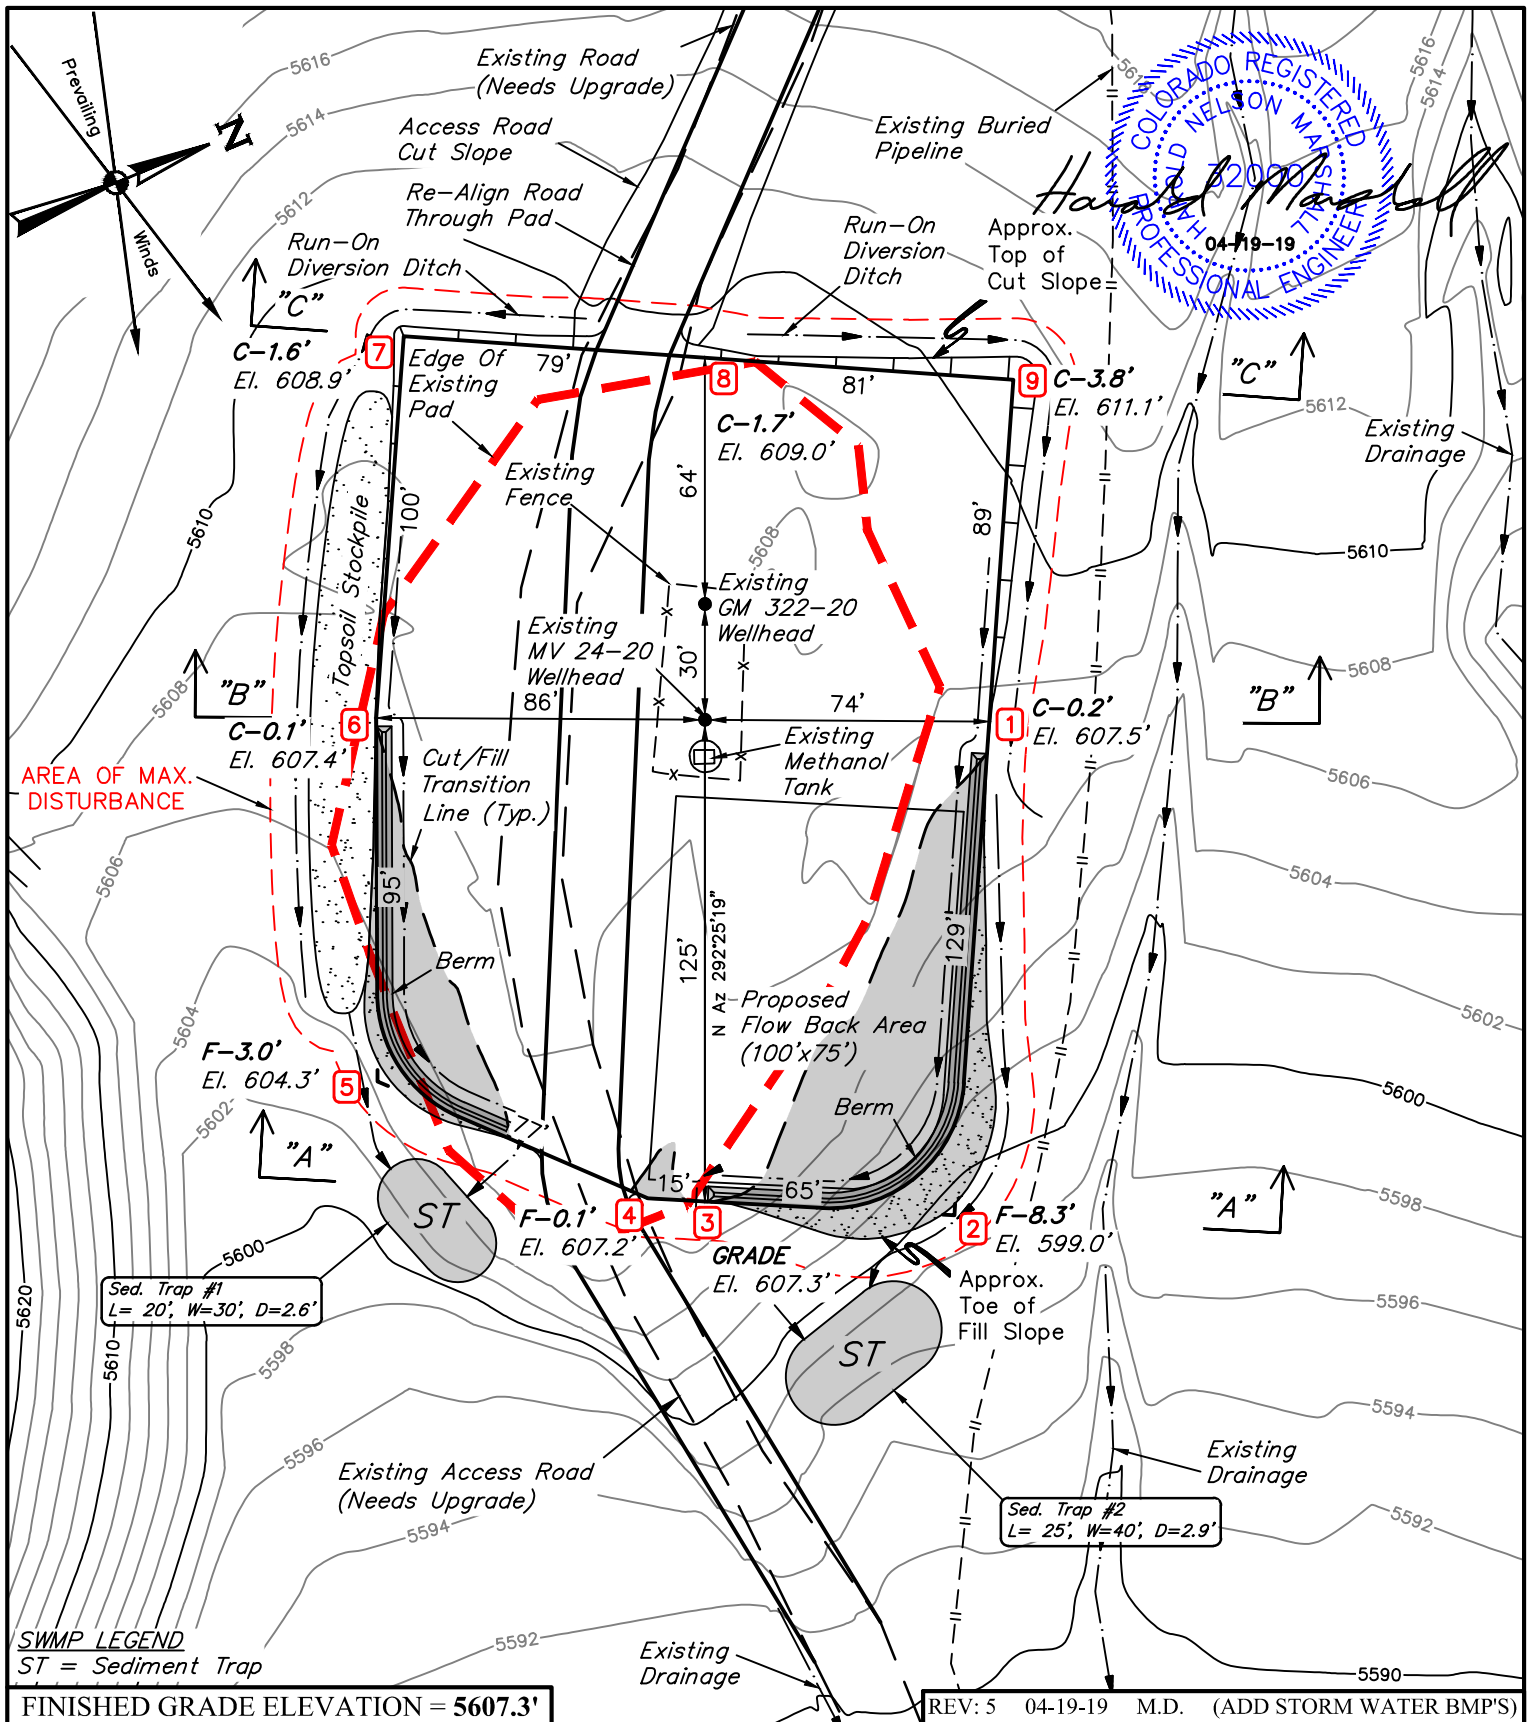 Prevailing
Winds
N
5616
5614
5612
Existing Road
(Needs Upgrade)
Access Road
Cut Slope
Re-Align Road
Through Pad
Run-On
Diversion Ditch
Existing Buried
Pipeline
Run-On
Diversion
Ditch
Approx.
Top of
Cut Slope
5616
5614
COLORADO REGISTERED
PROFESSIONAL ENGINEER
HAROLD NELSON MARSHALL
32000
04-19-19
Harold Marshall
"C"
C-1.6'
El. 608.9'
7
Edge Of
Existing
Pad
79'
8
81'
9
C-3.8'
El. 611.1'
"C"
5612
Existing
Drainage
C-1.7'
El. 609.0'
Existing
Fence
64'
100'
89'
5610
Topsoil Stockpile
5608
5610
Existing
GM 322-20
Wellhead
Existing
MV 24-20
Wellhead
30'
86'
74'
"B"
5608
C-0.1'
El. 607.4'
6
1
C-0.2'
El. 607.5'
"B"
5608
5606
AREA OF MAX.
DISTURBANCE
Cut/Fill
Transition
Line (Typ.)
Existing
Methanol
Tank
5606
5604
95'
125'
N Az 292°25'19"
129'
Berm
Proposed
Flow Back Area
(100'x75')
5604
5602
F-3.0'
El. 604.3'
5
5602
Berm
5600
"A"
77'
15'
65'
5598
"A"
ST
F-0.1'
El. 607.2'
4
3
2
F-8.3'
El. 599.0'
GRADE
El. 607.3'
Approx.
Toe of
Fill Slope
5600
Sed. Trap #1
L= 20', W=30', D=2.6'
5596
5620
5610
5598
ST
5594
5596
Existing Access Road
(Needs Upgrade)
Existing
Drainage
Sed. Trap #2
L= 25', W=40', D=2.9'
5594
5592
5592
Existing
Drainage
5590
SWMP LEGEND
ST = Sediment Trap
FINISHED GRADE ELEVATION = 5607.3'
REV: 5 04-19-19 M.D. (ADD STORM WATER BMP'S)